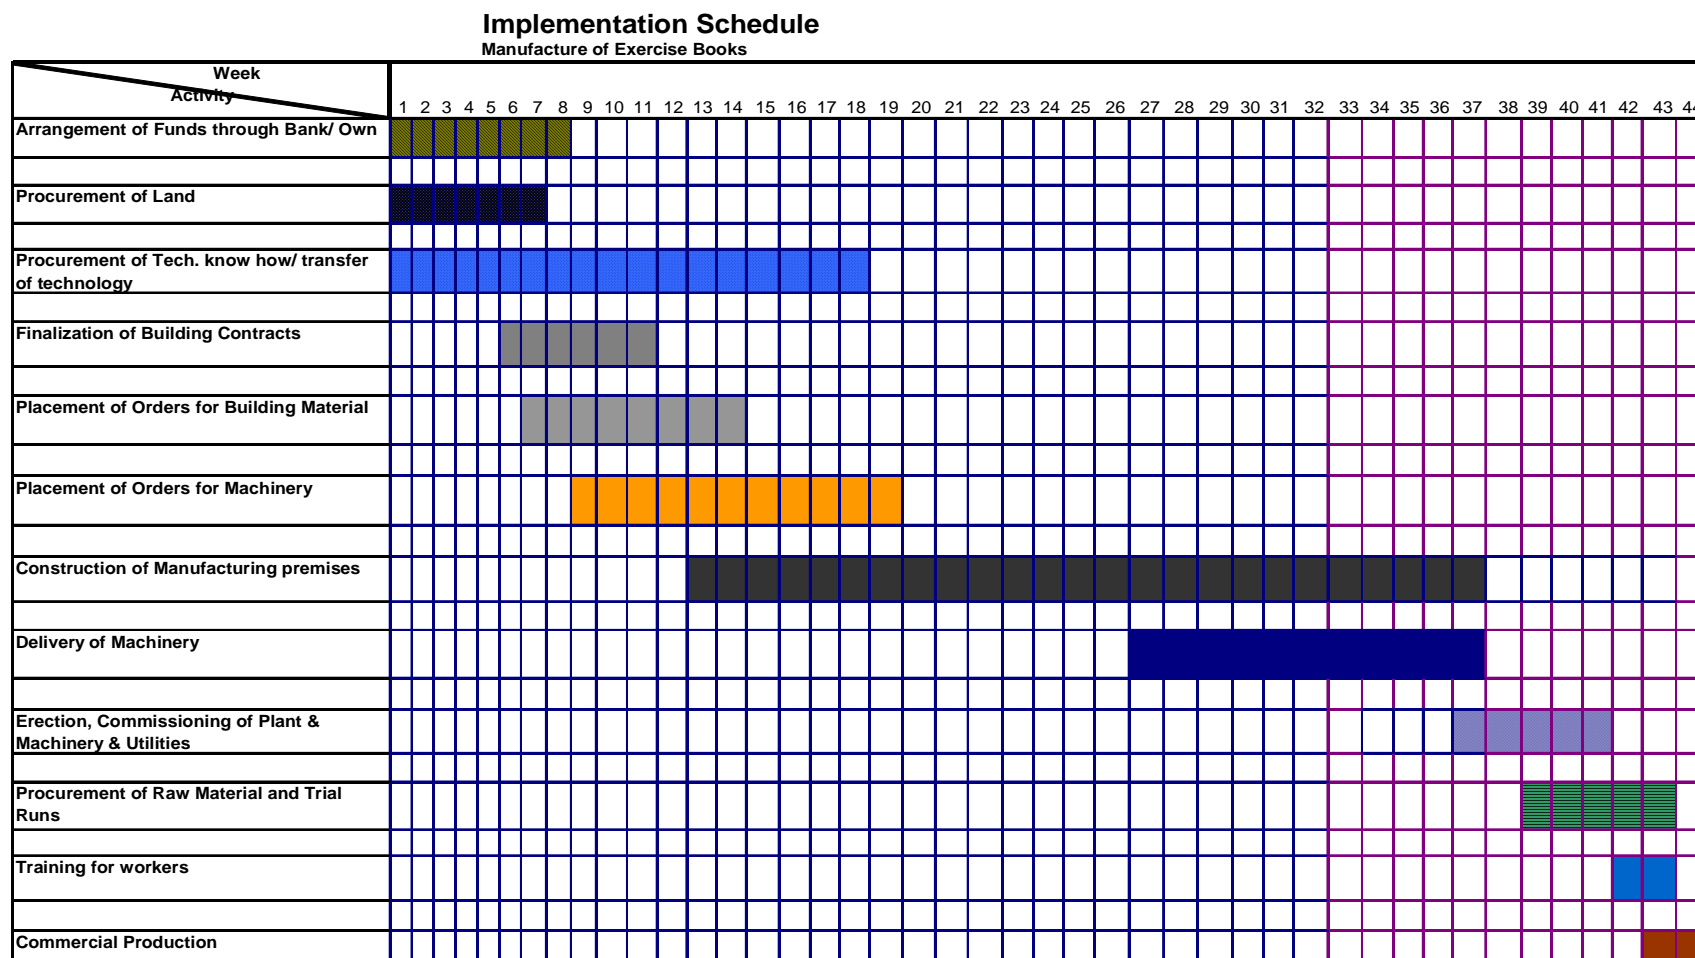 Implementation Schedule
Manufacture of Exercise Books
Week
Activity
1 2 3 4 5 6 7 8 9 10 11 12 13 14 15 16 17 18 19 20 21 22 23 24 25 26 27 28 29 30 31 32 33 34 35 36 37 38 39 40 41 42 43 44
Arrangement of Funds through Bank/ Own
Procurement of Land
Procurement of Tech. know how/ transfer
of technology
Finalization of Building Contracts
Placement of Orders for Building Material
Placement of Orders for Machinery
Construction of Manufacturing premises
Delivery of Machinery
Erection, Commissioning of Plant &
Machinery & Utilities
Procurement of Raw Material and Trial
Runs
Training for workers
Commercial Production